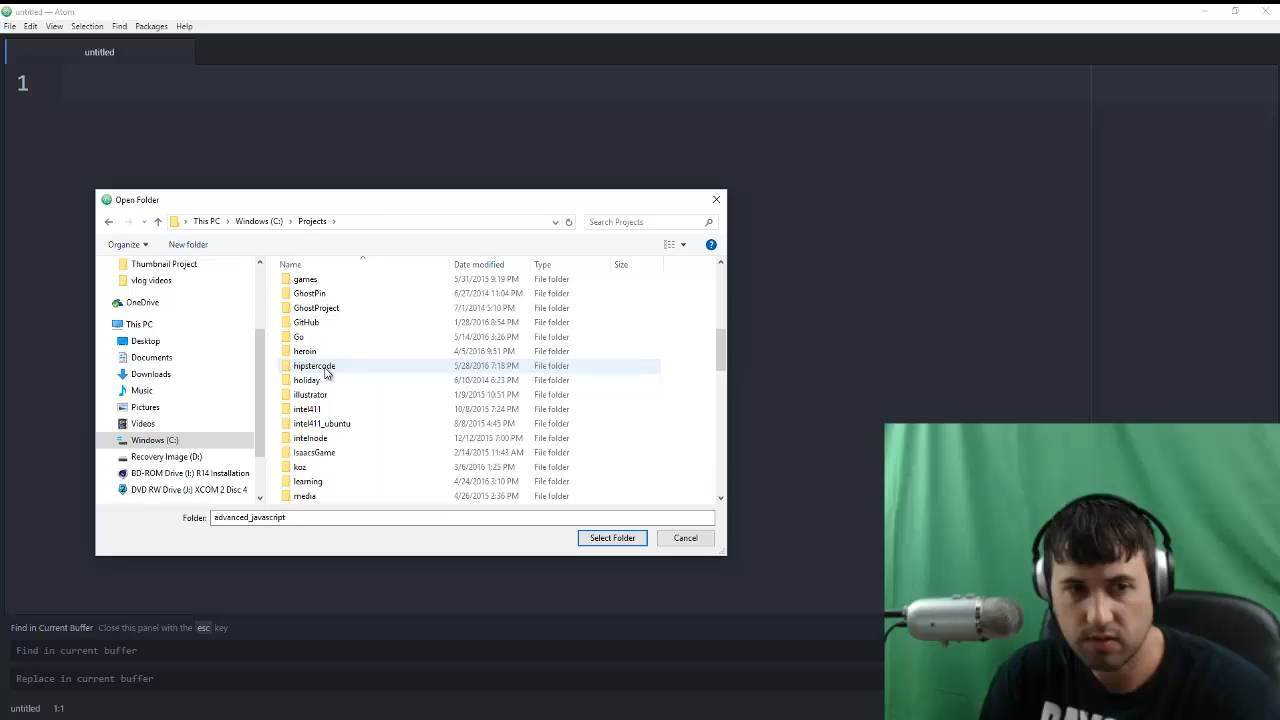 untitled — Atom
File Edit View Selection Find Packages Help
untitled
1
Open Folder
This PC Windows (C:) Projects
Search Projects
Organize New folder
Name Date modified Type Size
Thumbnail Project
vlog videos
OneDrive
This PC
Desktop
Documents
Downloads
Music
Pictures
Videos
Windows (C:)
Recovery Image (D:)
BD-ROM Drive (I:) R14 Installation
DVD RW Drive (J:) XCOM 2 Disc 4
games 5/31/2015 9:19 PM File folder
GhostPin 6/27/2014 11:04 PM File folder
GhostProject 7/1/2014 5:10 PM File folder
GitHub 1/28/2016 8:54 PM File folder
Go 5/14/2016 3:26 PM File folder
heroin 4/5/2016 9:51 PM File folder
hipstercode 5/28/2016 7:18 PM File folder
holiday 6/10/2014 6:23 PM File folder
illustrator 1/9/2015 10:51 PM File folder
intel411 10/8/2015 7:24 PM File folder
intel411_ubuntu 8/8/2015 4:45 PM File folder
intelnode 12/12/2015 7:00 PM File folder
IsaacsGame 2/14/2015 11:43 AM File folder
koz 3/6/2016 1:25 PM File folder
learning 4/24/2016 3:10 PM File folder
media 4/26/2015 2:36 PM File folder
Folder: advanced_javascript
Select Folder Cancel
Find in Current Buffer Close this panel with the esc key
Find in current buffer
Replace in current buffer
untitled 1:1